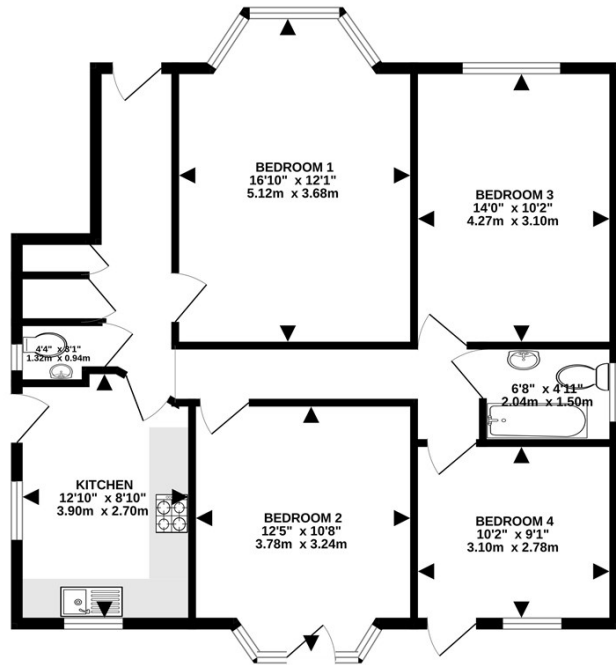 BEDROOM 1
16'10" x 12'1"
5.12m x 3.68m
BEDROOM 3
14'0" x 10'2"
4.27m x 3.10m
4'4" x 3'1"
1.32m x 0.94m
6'8" x 4'11"
2.04m x 1.50m
KITCHEN
12'10" x 8'10"
3.90m x 2.70m
BEDROOM 2
12'5" x 10'8"
3.78m x 3.24m
BEDROOM 4
10'2" x 9'1"
3.10m x 2.78m